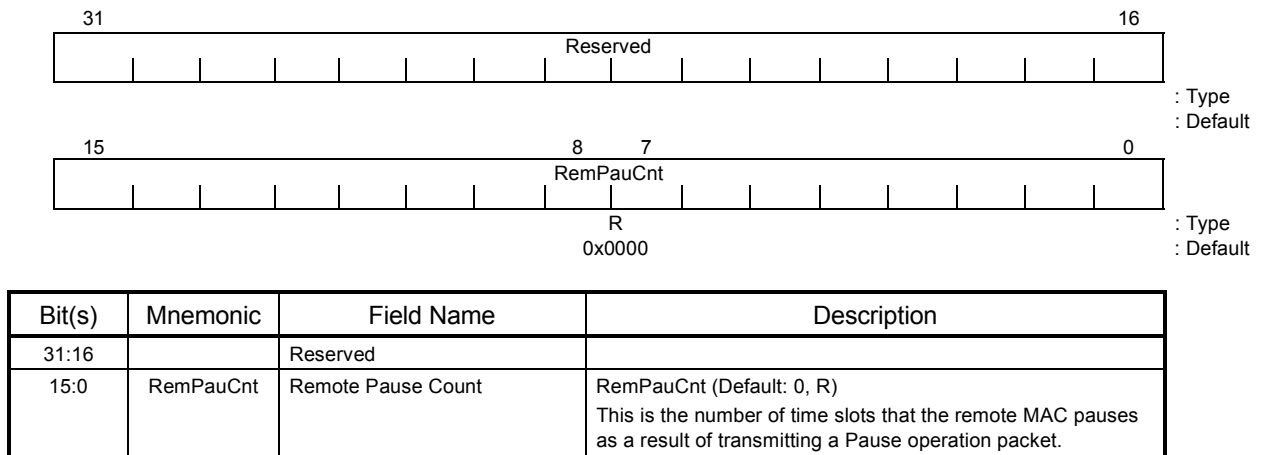 31 16
Reserved
: Type
: Default
15 8 7 0
RemPauCnt
R : Type
0x0000 : Default
Bit(s) Mnemonic Field Name Description
31:16 Reserved
15:0 RemPauCnt Remote Pause Count RemPauCnt (Default: 0, R)
This is the number of time slots that the remote MAC pauses
as a result of transmitting a Pause operation packet.